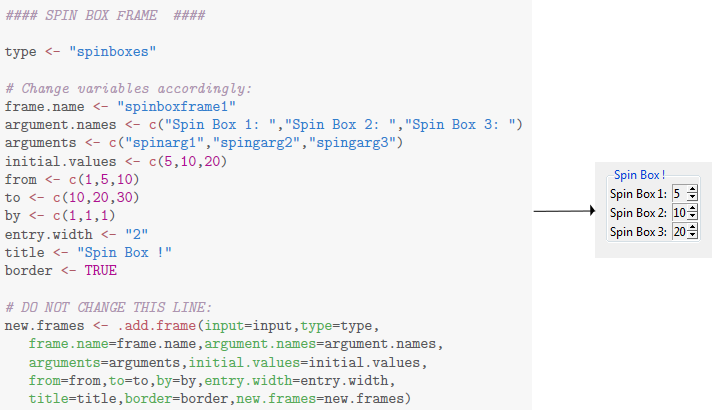 #### SPIN BOX FRAME  ####
type <- "spinboxes"
# Change variables accordingly:
frame.name <- "spinboxframe1"
argument.names <- c("Spin Box 1: ","Spin Box 2: ","Spin Box 3: ")
arguments <- c("spinarg1","spingarg2","spingarg3")
initial.values <- c(5,10,20)
from <- c(1,5,10)
to <- c(10,20,30)
by <- c(1,1,1)
entry.width <- "2"
title <- "Spin Box !"
border <- TRUE
# DO NOT CHANGE THIS LINE:
new.frames <- .add.frame(input=input,type=type,
frame.name=frame.name,argument.names=argument.names,
arguments=arguments,initial.values=initial.values,
from=from,to=to,by=by,entry.width=entry.width,
title=title,border=border,new.frames=new.frames)
Spin Box !
Spin Box 1: 5
Spin Box 2: 10
Spin Box 3: 20